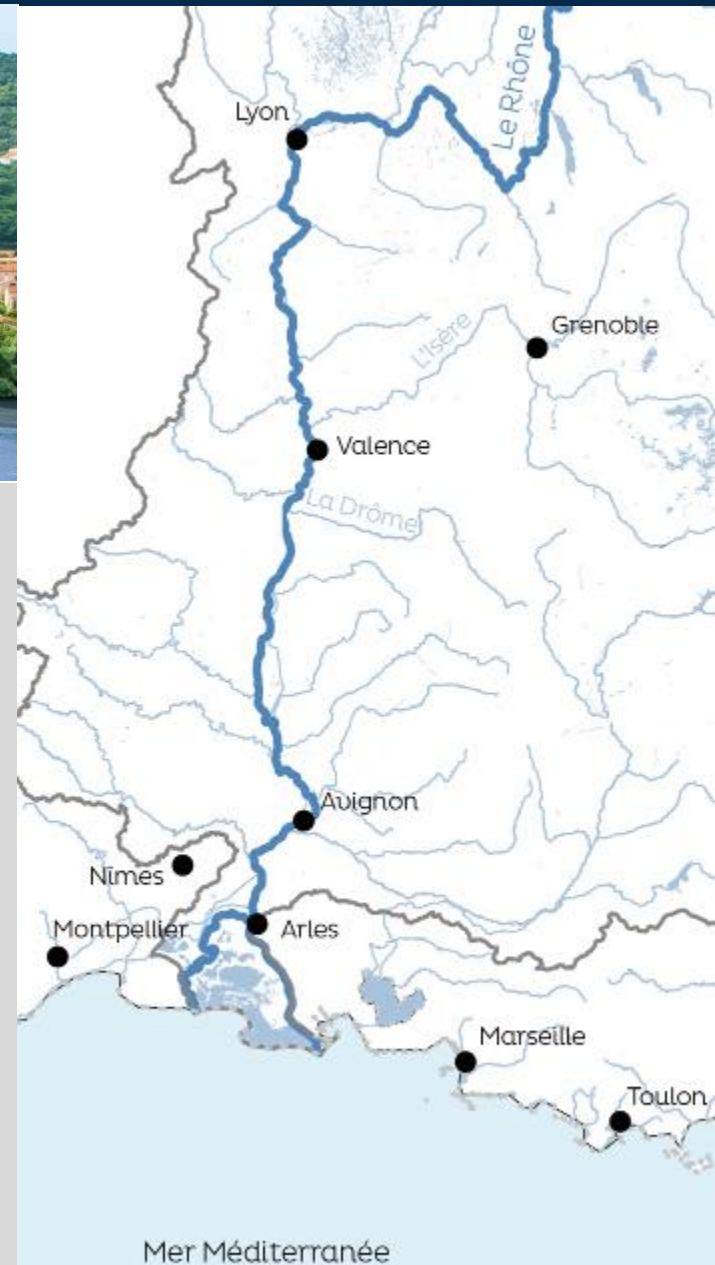 Le Rhône
Lyon
Grenoble
L'Isère
Valence
La Drôme
Avignon
Nîmes
Montpellier
Arles
Marseille
Toulon
Mer Méditerranée